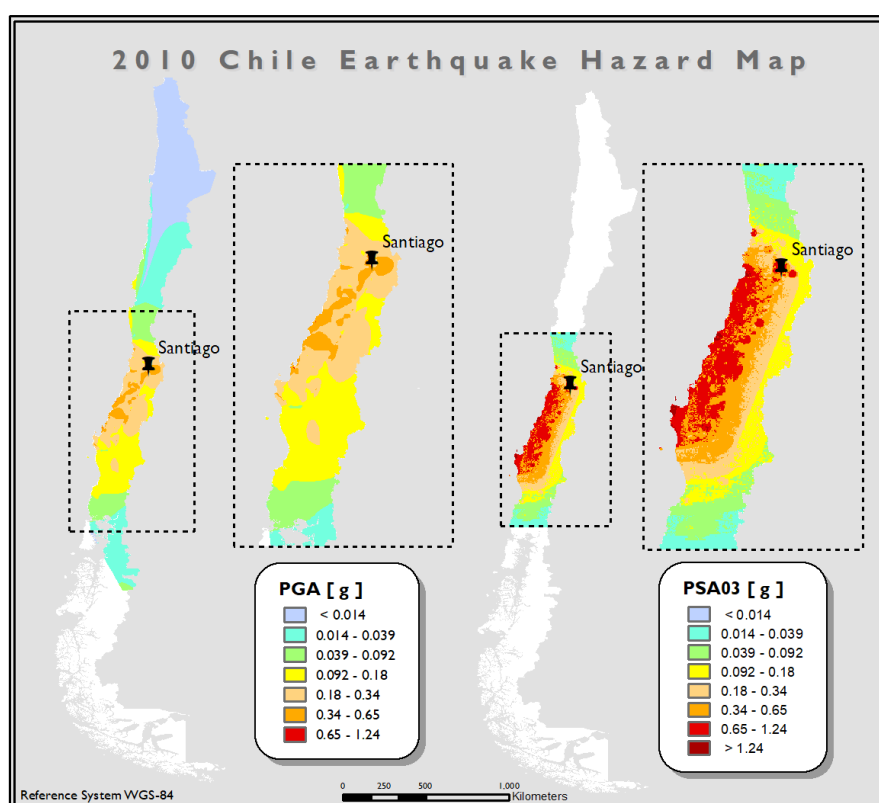 2010 Chile Earthquake Hazard Map
Santiago
Santiago
Santiago
Santiago
PGA [ g ]
< 0.014
0.014 - 0.039
0.039 - 0.092
0.092 - 0.18
0.18 - 0.34
0.34 - 0.65
0.65 - 1.24
PSA03 [ g ]
< 0.014
0.014 - 0.039
0.039 - 0.092
0.092 - 0.18
0.18 - 0.34
0.34 - 0.65
0.65 - 1.24
> 1.24
Reference System WGS-84
0 250 500 1,000
Kilometers